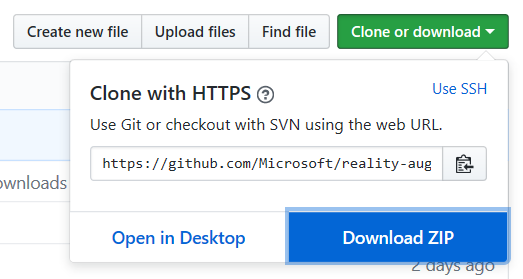 Create new file Upload files Find file Clone or download
Clone with HTTPS ?
Use SSH
Use Git or checkout with SVN using the web URL.
https://github.com/Microsoft/reality-aug
ownloads
Open in Desktop Download ZIP
2 days ago